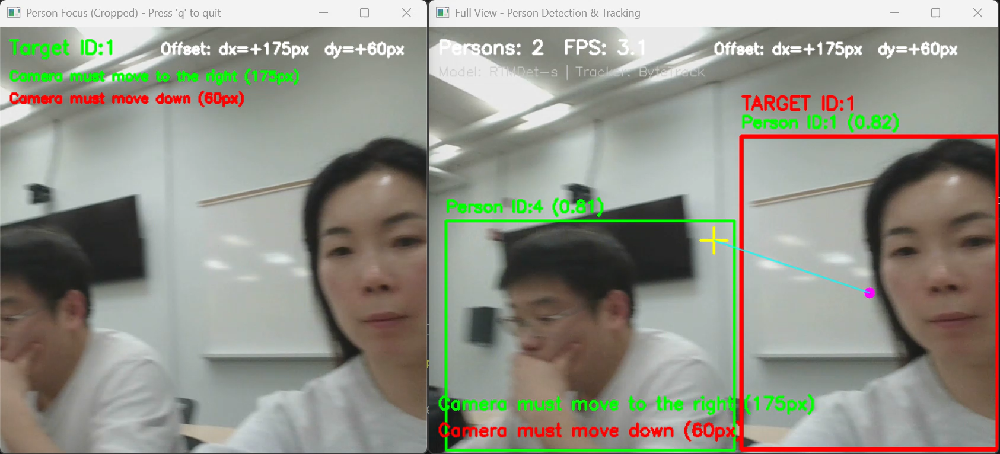 Person Focus (Cropped) - Press 'q' to quit
Target ID:1 Offset: dx=+175px dy=+60px
Camera must move to the right (175px)
Camera must move down (60px)
Full View - Person Detection & Tracking
Persons: 2 FPS: 3.1 Offset: dx=+175px dy=+60px
Model: RTMDet-s | Tracker: ByteTrack
TARGET ID:1
Person ID:1 (0.82)
Person ID:4 (0.81)
Camera must move to the right (175px)
Camera must move down (60px)